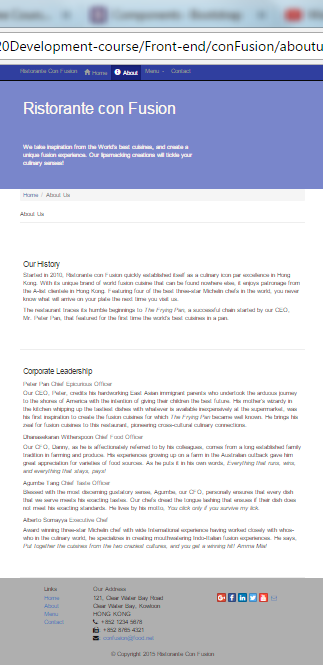 Components - Bootstrap
20Development-course/Front-end/conFusion/aboutu
Ristorante Con Fusion Home About Menu Contact
Ristorante con Fusion
We take inspiration from the World's best cuisines, and create a
unique fusion experience. Our lipsmacking creations will tickle your
culinary senses!
Home / About Us
About Us
Our History
Started in 2010, Ristorante con Fusion quickly established itself as a culinary icon par excellence in Hong
Kong. With its unique brand of world fusion cuisine that can be found nowhere else, it enjoys patronage from
the A-list clientele in Hong Kong. Featuring four of the best three-star Michelin chefs in the world, you never
know what will arrive on your plate the next time you visit us.
The restaurant traces its humble beginnings to The Frying Pan, a successful chain started by our CEO,
Mr. Peter Pan, that featured for the first time the world's best cuisines in a pan.
Corporate Leadership
Peter Pan Chief Epicurious Officer
Our CEO, Peter, credits his hardworking East Asian immigrant parents who undertook the arduous journey
to the shores of America with the intention of giving their children the best future. His mother's wizardy in
the kitchen whipping up the tastiest dishes with whatever is available inexpensively at the supermarket, was
his first inspiration to create the fusion cuisines for which The Frying Pan became well known. He brings his
zeal for fusion cuisines to this restaurant, pioneering cross-cultural culinary connections.
Dhanasekaran Witherspoon Chief Food Officer
Our CFO, Danny, as he is affectionately referred to by his colleagues, comes from a long established family
tradition in farming and produce. His experiences growing up on a farm in the Australian outback gave him
great appreciation for varieties of food sources. As he puts it in his own words, Everything that runs, wins,
and everything that stays, pays!
Agumbe Tang Chief Taste Officer
Blessed with the most discerning gustatory sense, Agumbe, our CFO, personally ensures that every dish
that we serve meets his exacting tastes. Our chefs dread the tongue lashing that ensues if their dish does
not meet his exacting standards. He lives by his motto, You click only if you survive my lick.
Alberto Somayya Executive Chef
Award winning three-star Michelin chef with wide International experience having worked closely with whos-
who in the culinary world, he specializes in creating mouthwatering Indo-Italian fusion experiences. He says,
Put together the cuisines from the two craziest cultures, and you get a winning hit! Amma Mia!
Links
Home
About
Menu
Contact
Our Address
121, Clear Water Bay Road
Clear Water Bay, Kowloon
HONG KONG
+852 1234 5678
+852 8765 4321
confusion@food.net
© Copyright 2015 Ristorante Con Fusion